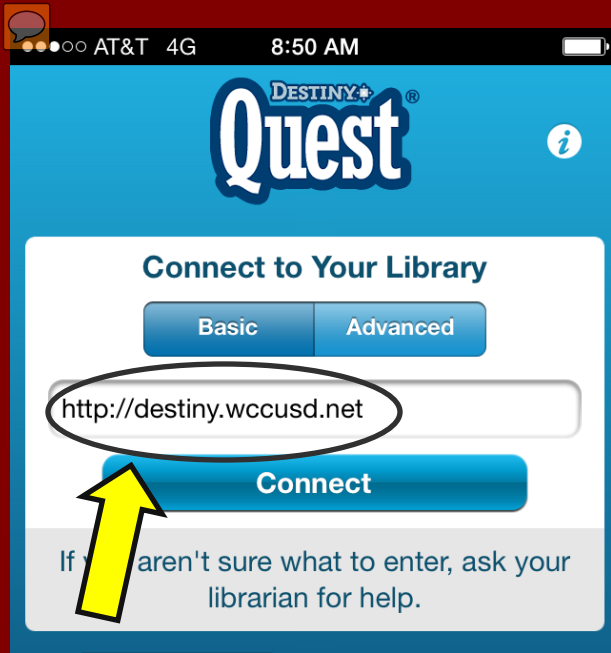 AT&T 4G 8:50 AM
DESTINY
Quest®
i
Connect to Your Library
Basic Advanced
http://destiny.wccusd.net
Connect
If aren't sure what to enter, ask your
librarian for help.